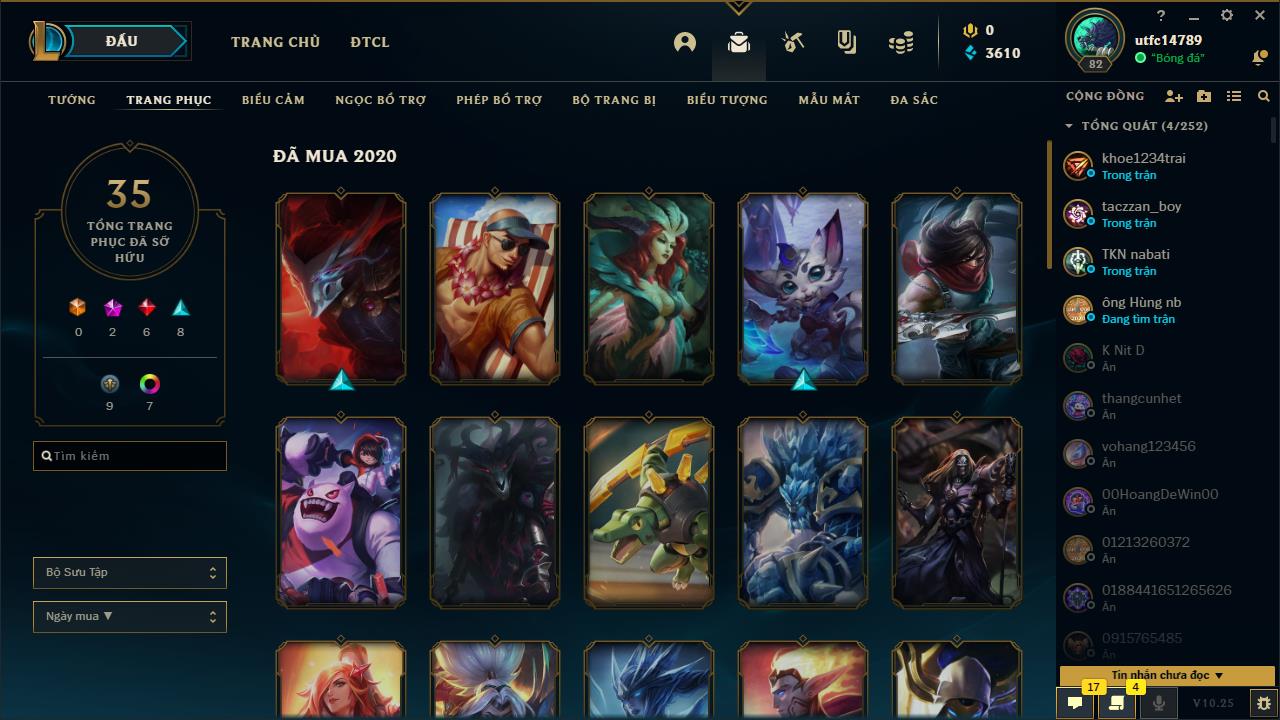 ĐẤU
TRANG CHỦ
ĐTCL
0
3610
?
utfc14789
"Bóng đá"
82
TƯỚNG
TRANG PHỤC
BIỂU CẢM
NGỌC BỔ TRỢ
PHÉP BỔ TRỢ
BỘ TRANG BỊ
BIỂU TƯỢNG
MẪU MẮT
ĐA SẮC
CỘNG ĐỒNG
TỔNG QUÁT (4/252)
35
TỔNG TRANG
PHỤC ĐÃ SỞ
HỮU
0 2 6 8
9 7
Tìm kiếm
Bộ Sưu Tập
Ngày mua ▼
ĐÃ MUA 2020
khoe1234trai
Trong trận
taczzan_boy
Trong trận
TKN nabati
Trong trận
ông Hùng nb
Đang tìm trận
K Nit D
Ẩn
thangcunhet
Ẩn
vohang123456
Ẩn
00HoangDeWin00
Ẩn
01213260372
Ẩn
0188441651265626
Ẩn
0915765485
Ẩn
Tin nhắn chưa đọc ▼
17
4
V10.25